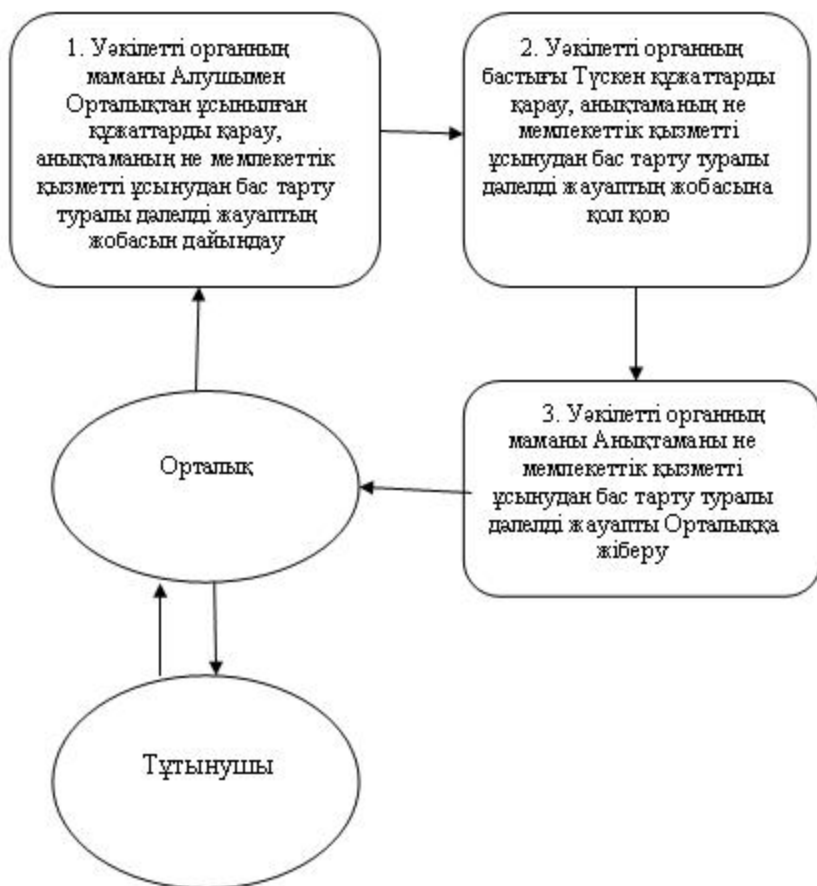 1. Уәкілетті органның
маманы Алушымен
Орталықтан ұсынылған
құжаттарды қарау,
анықтаманың не мемлекеттік
қызметті ұсынудан бас тарту
туралы дәлелді жауаптың
жобасын дайындау
2. Уәкілетті органның
бастығы Түскен құжаттарды
қарау, анықтаманың не
мемлекеттік қызметті
ұсынудан бас тарту туралы
дәлелді жауаптың жобасына
қол қою
3. Уәкілетті органның
маманы Анықтаманы не
мемлекеттік қызметті
ұсынудан бас тарту туралы
дәлелді жауапты Орталыққа
жіберу
Орталық
Тұтынушы